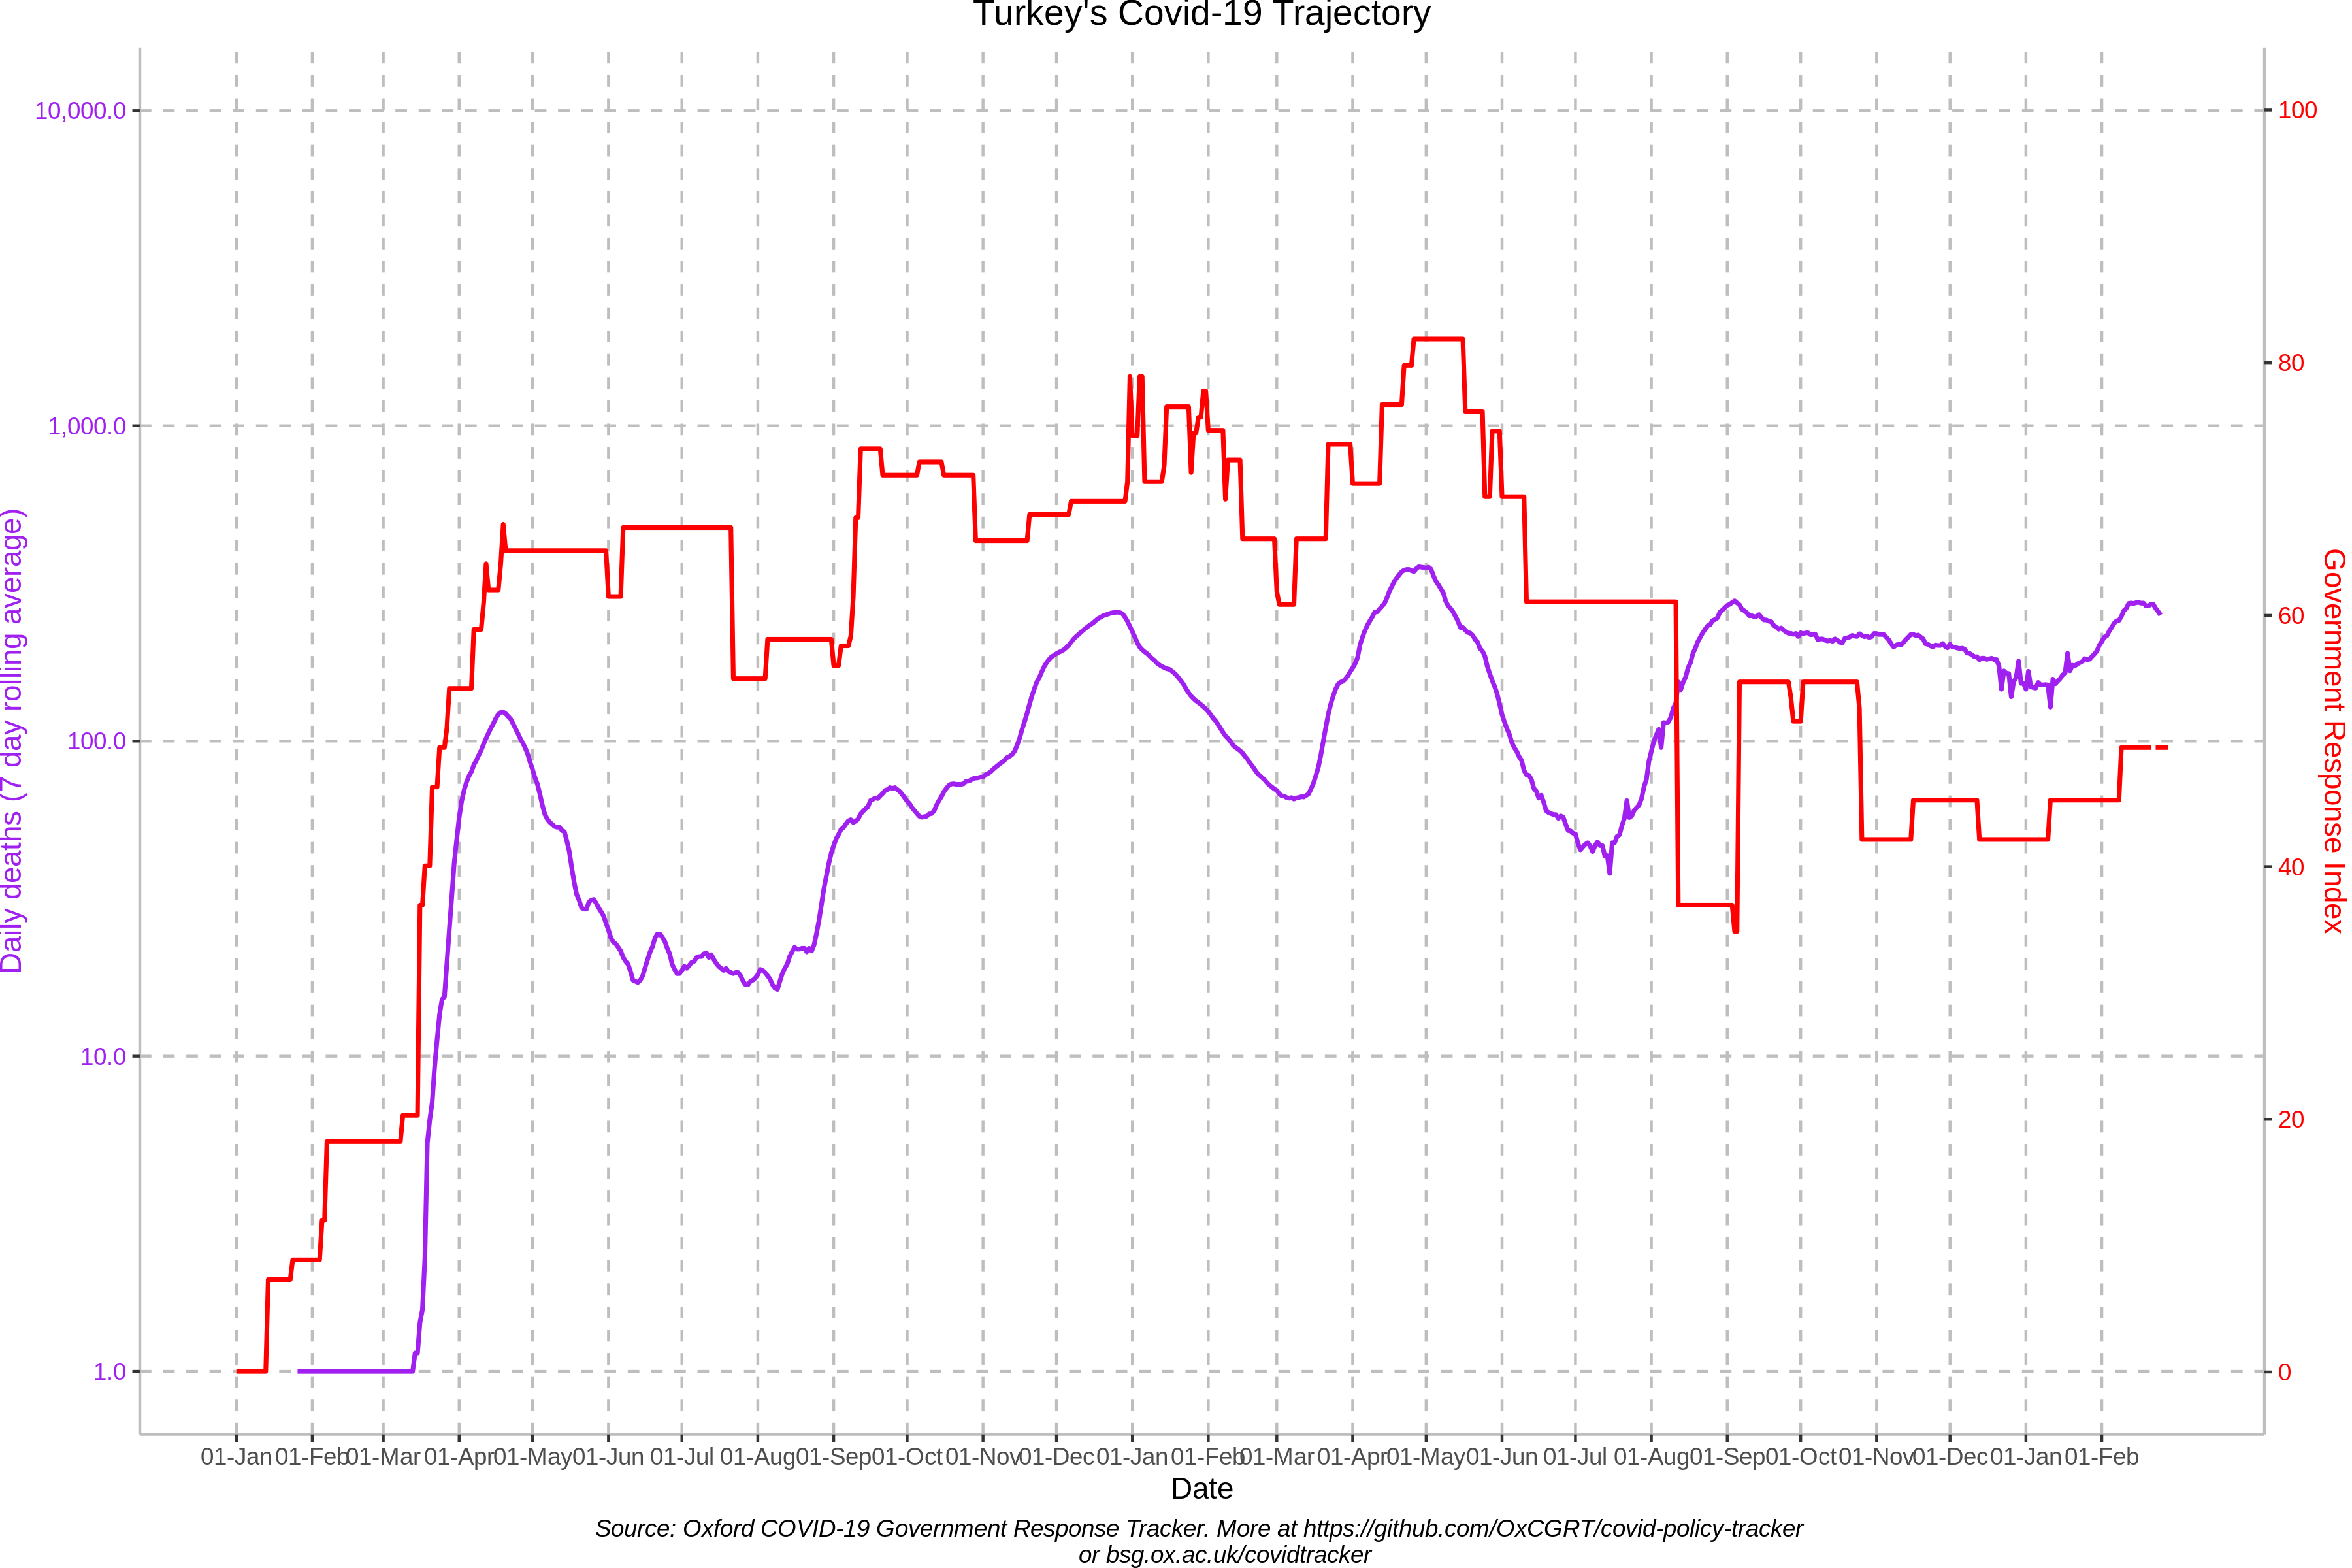 Turkey's Covid-19 Trajectory
10,000.0
1,000.0
100.0
10.0
1.0
Daily deaths (7 day rolling average)
100
80
60
40
20
0
Government Response Index
01-Jan 01-Feb 01-Mar 01-Apr 01-May 01-Jun 01-Jul 01-Aug 01-Sep 01-Oct 01-Nov 01-Dec 01-Jan 01-Feb 01-Mar 01-Apr 01-May 01-Jun 01-Jul 01-Aug 01-Sep 01-Oct 01-Nov 01-Dec 01-Jan 01-Feb
Date
Source: Oxford COVID-19 Government Response Tracker. More at https://github.com/OxCGRT/covid-policy-tracker
or bsg.ox.ac.uk/covidtracker